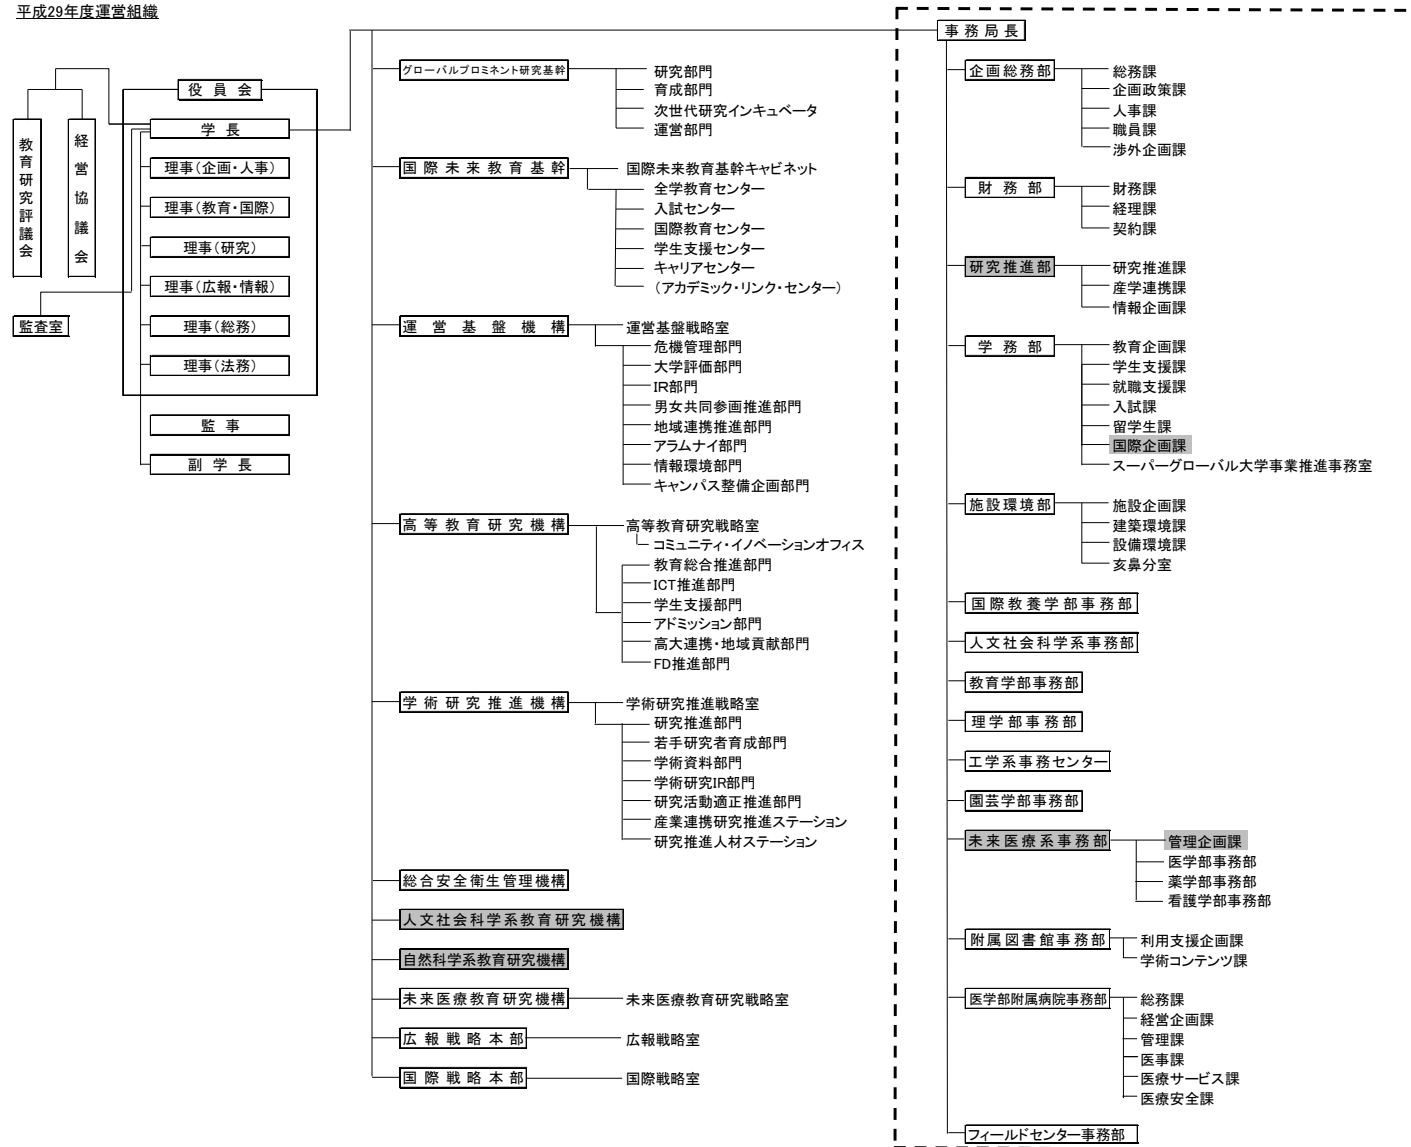 平成29年度運営組織
教育研究評議会
経営協議会
監査室
役員会
学長
理事(企画・人事)
理事(教育・国際)
理事(研究)
理事(広報・情報)
理事(総務)
理事(法務)
監事
副学長
グローバルプロミネント研究基幹
研究部門
育成部門
次世代研究インキュベータ
運営部門
国際未来教育基幹
国際未来教育基幹キャビネット
全学教育センター
入試センター
国際教育センター
学生支援センター
キャリアセンター
(アカデミック・リンク・センター)
運営基盤機構
運営基盤戦略室
危機管理部門
大学評価部門
IR部門
男女共同参画推進部門
地域連携推進部門
アラムナイ部門
情報環境部門
キャンパス整備企画部門
高等教育研究機構
高等教育研究戦略室
コミュニティ・イノベーションオフィス
教育総合推進部門
ICT推進部門
学生支援部門
アドミッション部門
高大連携・地域貢献部門
FD推進部門
学術研究推進機構
学術研究推進戦略室
研究推進部門
若手研究者育成部門
学術資料部門
学術研究IR部門
研究活動適正推進部門
産業連携研究推進ステーション
研究推進人材ステーション
総合安全衛生管理機構
人文社会科学系教育研究機構
自然科学系教育研究機構
未来医療教育研究機構
未来医療教育研究戦略室
広報戦略本部
広報戦略室
国際戦略本部
国際戦略室
事務局長
企画総務部
総務課
企画政策課
人事課
職員課
渉外企画課
財務部
財務課
経理課
契約課
研究推進部
研究推進課
産学連携課
情報企画課
学務部
教育企画課
学生支援課
就職支援課
入試課
留学生課
国際企画課
スーパーグローバル大学事業推進事務室
施設環境部
施設企画課
建築環境課
設備環境課
亥鼻分室
国際教養学部事務部
人文社会科学系事務部
教育学部事務部
理学部事務部
工学系事務センター
園芸学部事務部
未来医療系事務部
管理企画課
医学部事務部
薬学部事務部
看護学部事務部
附属図書館事務部
利用支援企画課
学術コンテンツ課
医学部附属病院事務部
総務課
経営企画課
管理課
医事課
医療サービス課
医療安全課
フィールドセンター事務部